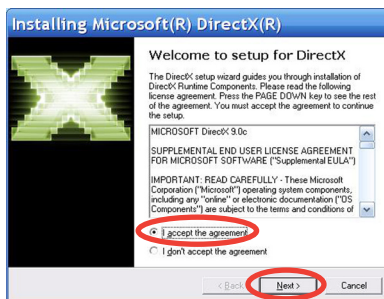 Installing Microsoft(R) DirectX(R)
Welcome to setup for DirectX
The DirectX setup wizard guides you through installation of
DirectX Runtime Components. Please read the following
license agreement. Press the PAGE DOWN key to see the rest
of the agreement. You must accept the agreement to continue
the setup.
MICROSOFT DirectX 9.0c
SUPPLEMENTAL END USER LICENSE AGREEMENT
FOR MICROSOFT SOFTWARE ("Supplemental EULA")
IMPORTANT: READ CAREFULLY - These Microsoft
Corporation ("Microsoft") operating system components,
including any "online" or electronic documentation ("OS
Components") are subject to the terms and conditions of
I accept the agreement
I don't accept the agreement
< Back
Next >
Cancel